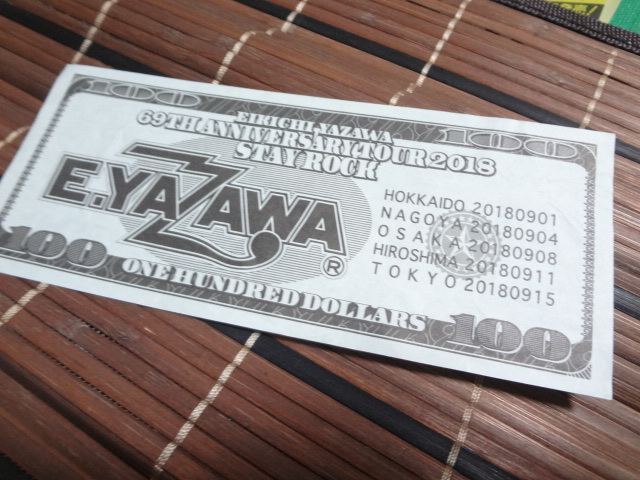 100 100
EIKICHI YAZAWA
69TH ANNIVERSARY TOUR 2018
STAY ROCK
E.YAZAWA®
HOKKAIDO 20180901
NAGOYA 20180904
OSAKA 20180908
HIROSHIMA 20180911
TOKYO 20180915
100 ONE HUNDRED DOLLARS 100